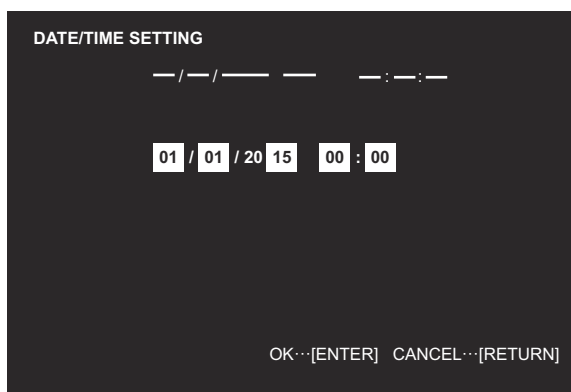 DATE/TIME SETTING
—/—/—— —— —:—:—
01 / 01 / 20 15 00 : 00
OK···[ENTER] CANCEL···[RETURN]